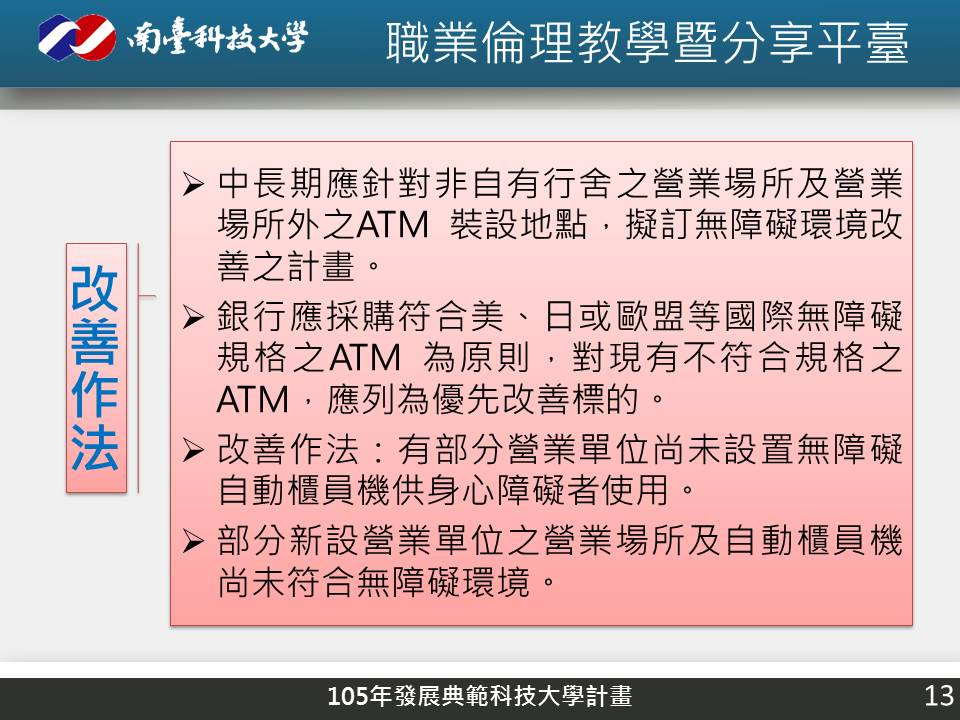 南臺科技大學
職業倫理教學暨分享平臺
改善作法
➢ 中長期應針對非自有行舍之營業場所及營業
場所外之ATM 裝設地點，擬訂無障礙環境改
善之計畫。
➢ 銀行應採購符合美、日或歐盟等國際無障礙
規格之ATM 為原則，對現有不符合規格之
ATM，應列為優先改善標的。
➢ 改善作法：有部分營業單位尚未設置無障礙
自動櫃員機供身心障礙者使用。
➢ 部分新設營業單位之營業場所及自動櫃員機
尚未符合無障礙環境。
105年發展典範科技大學計畫
13